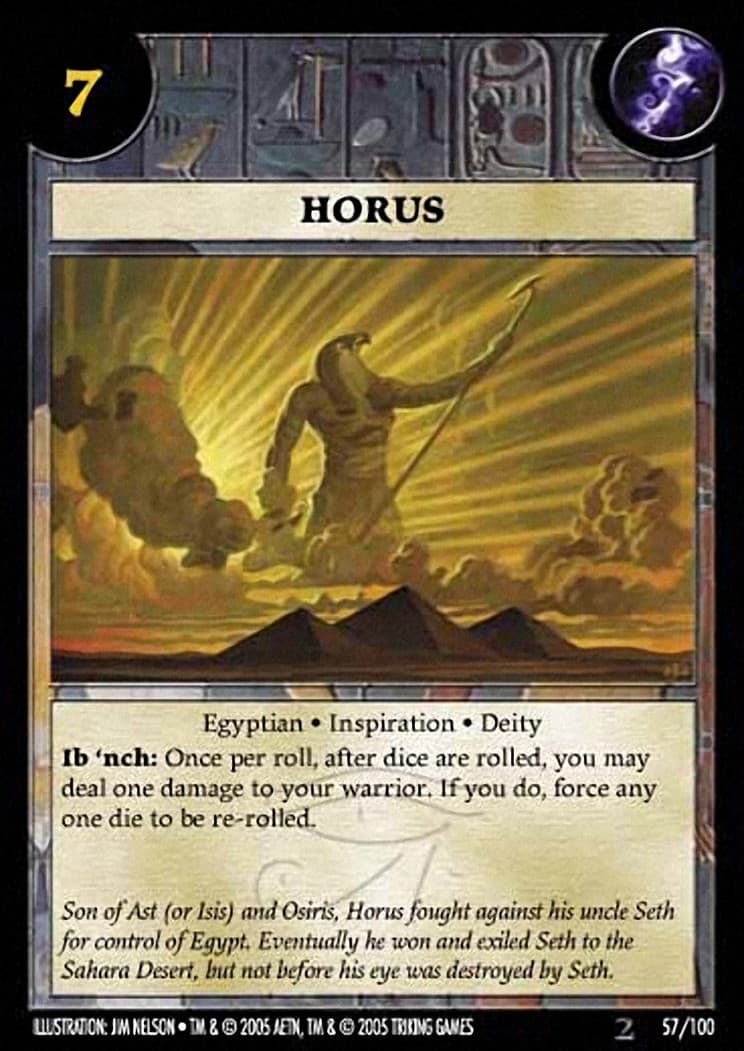 7
HORUS
Egyptian • Inspiration • Deity
Ib ‘nch: Once per roll, after dice are rolled, you may
deal one damage to your warrior. If you do, force any
one die to be re-rolled.
Son of Ast (or Isis) and Osiris, Horus fought against his uncle Seth
for control of Egypt. Eventually he won and exiled Seth to the
Sahara Desert, but not before his eye was destroyed by Seth.
ILLUSTRATION: JIM NELSON • TM & © 2005 AETN, TM & © 2005 TRIKING GAMES 2 57/100